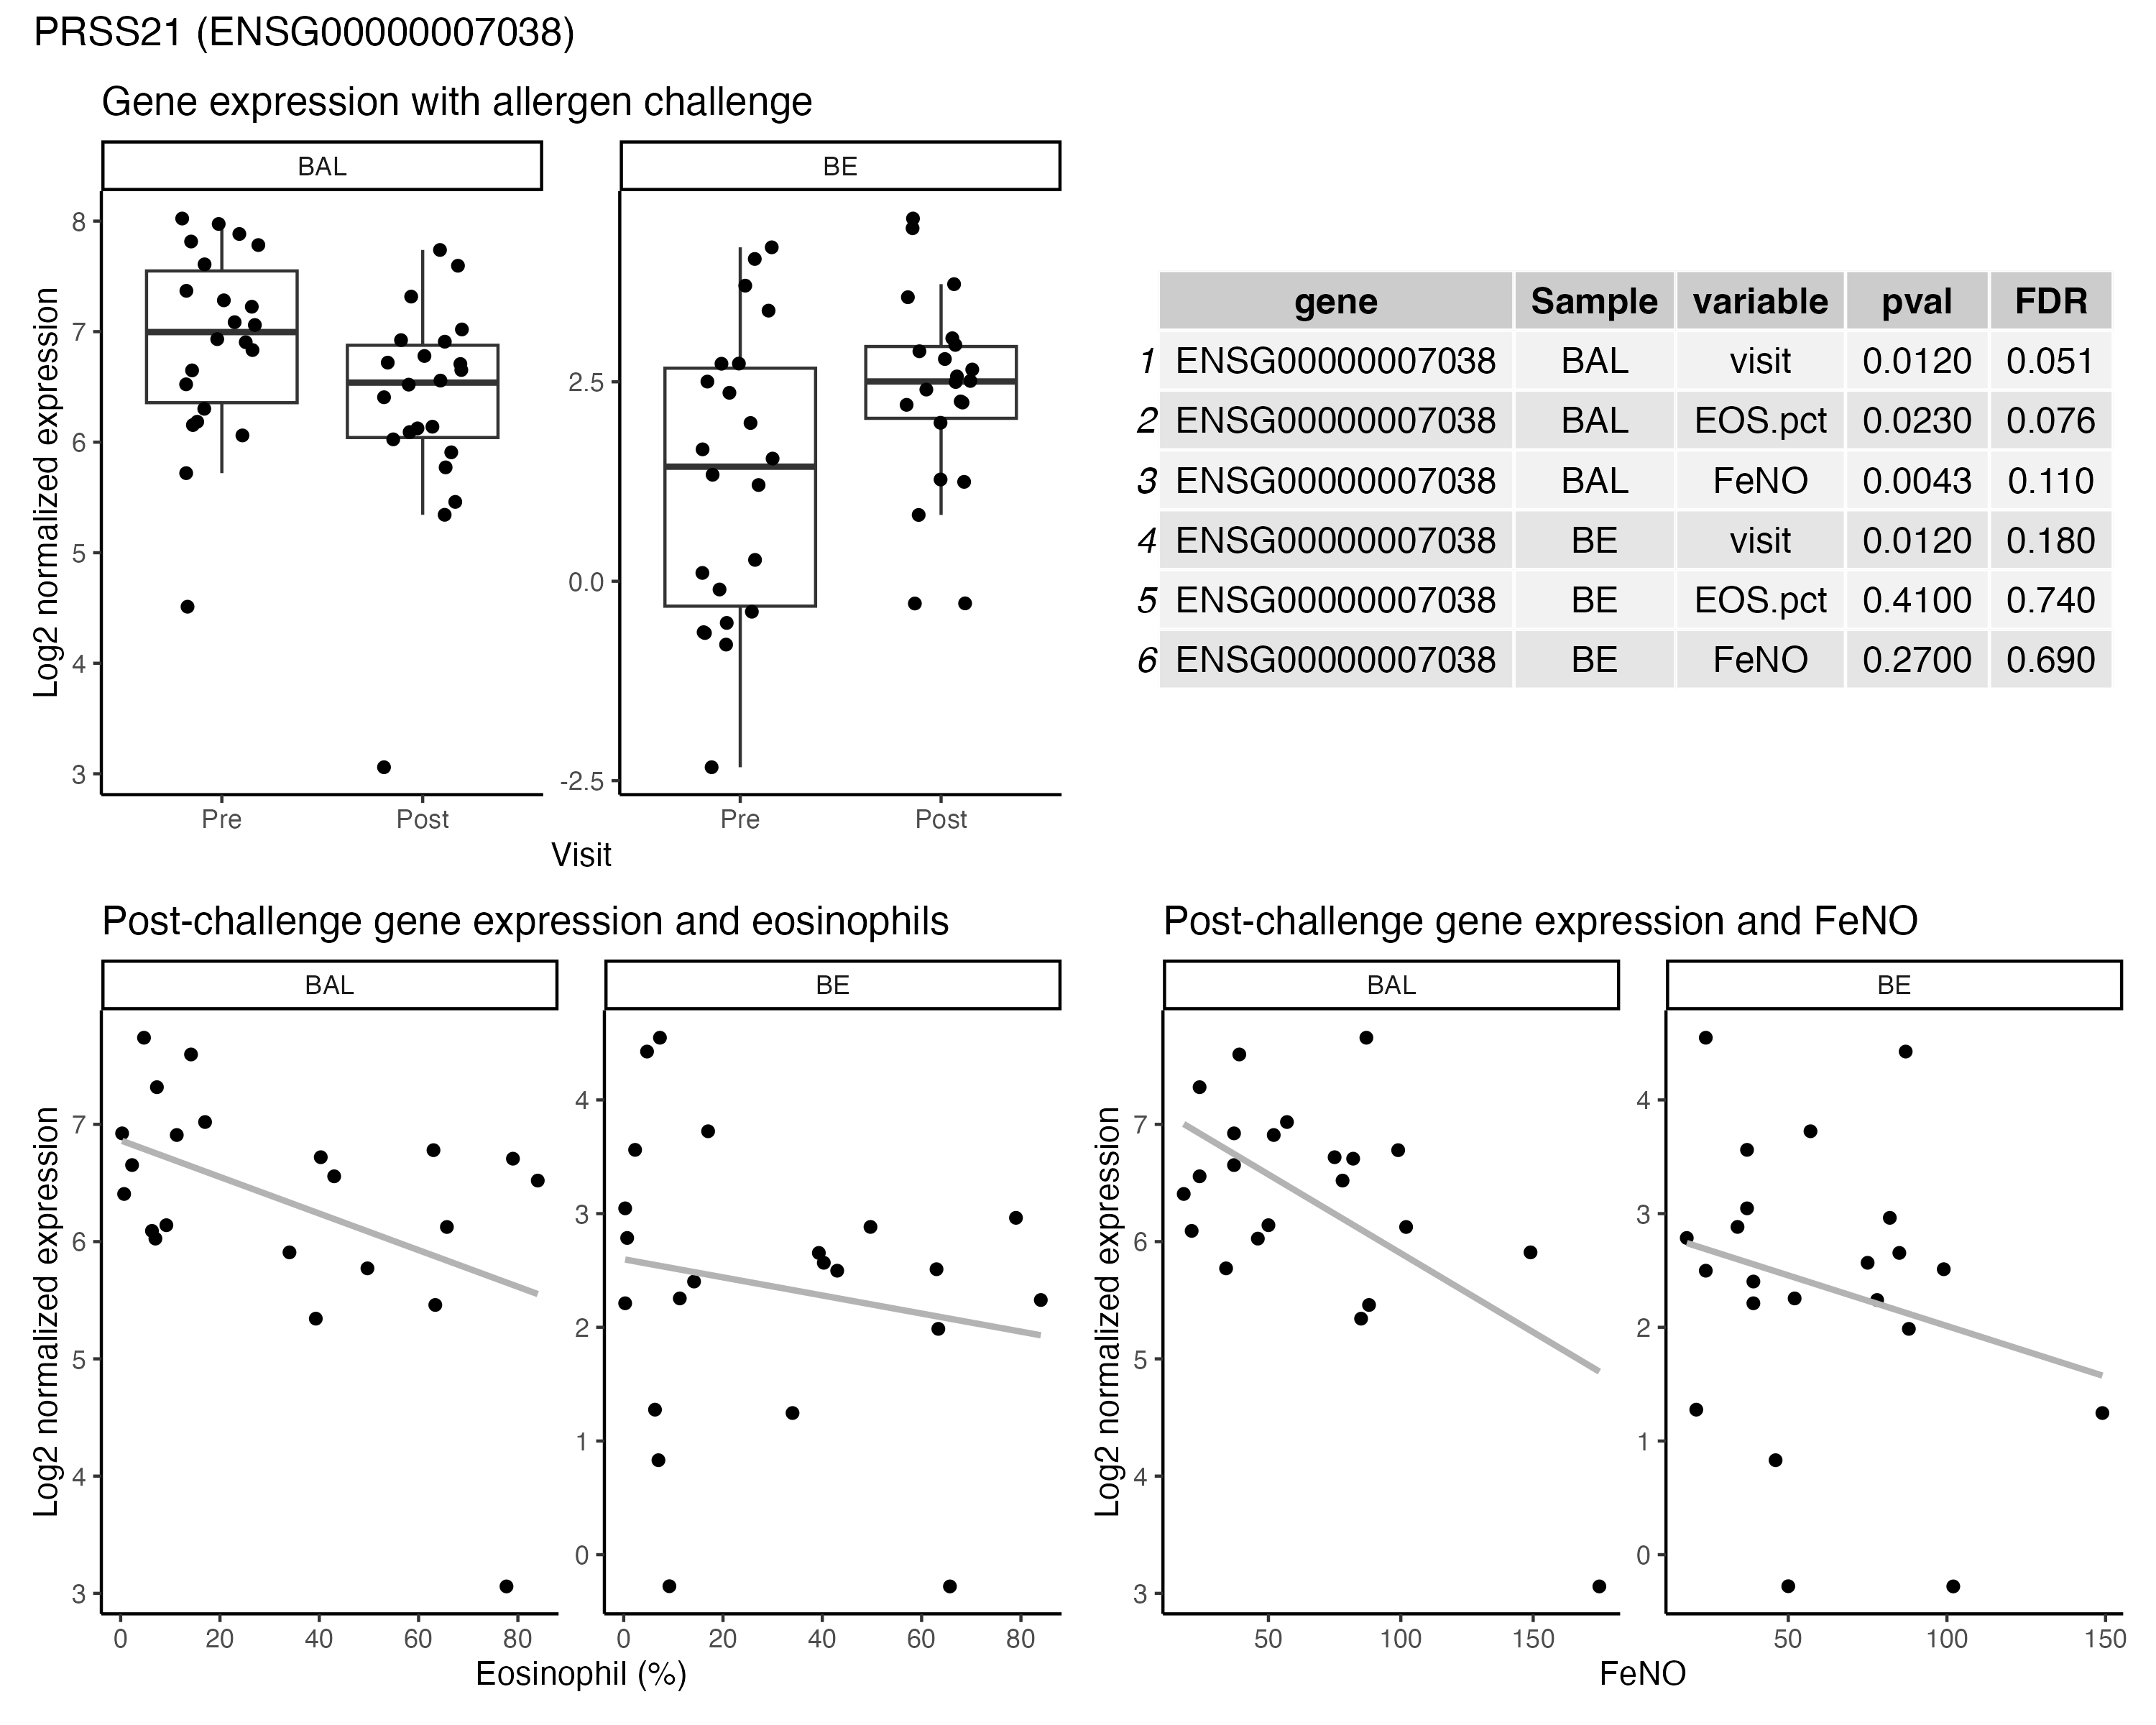 PRSS21 (ENSG00000007038)
Gene expression with allergen challenge
BAL BE
Log2 normalized expression
8
7
6
5
4
3
2.5
0.0
-2.5
Pre Post Pre Post
Visit
gene Sample variable pval FDR
1 ENSG00000007038 BAL visit 0.0120 0.051
2 ENSG00000007038 BAL EOS.pct 0.0230 0.076
3 ENSG00000007038 BAL FeNO 0.0043 0.110
4 ENSG00000007038 BE visit 0.0120 0.180
5 ENSG00000007038 BE EOS.pct 0.4100 0.740
6 ENSG00000007038 BE FeNO 0.2700 0.690
Post-challenge gene expression and eosinophils
BAL BE
Log2 normalized expression
7
6
5
4
3
4
3
2
1
0
0 20 40 60 80 0 20 40 60 80
Eosinophil (%)
Post-challenge gene expression and FeNO
BAL BE
Log2 normalized expression
7
6
5
4
3
4
3
2
1
0
50 100 150 50 100 150
FeNO